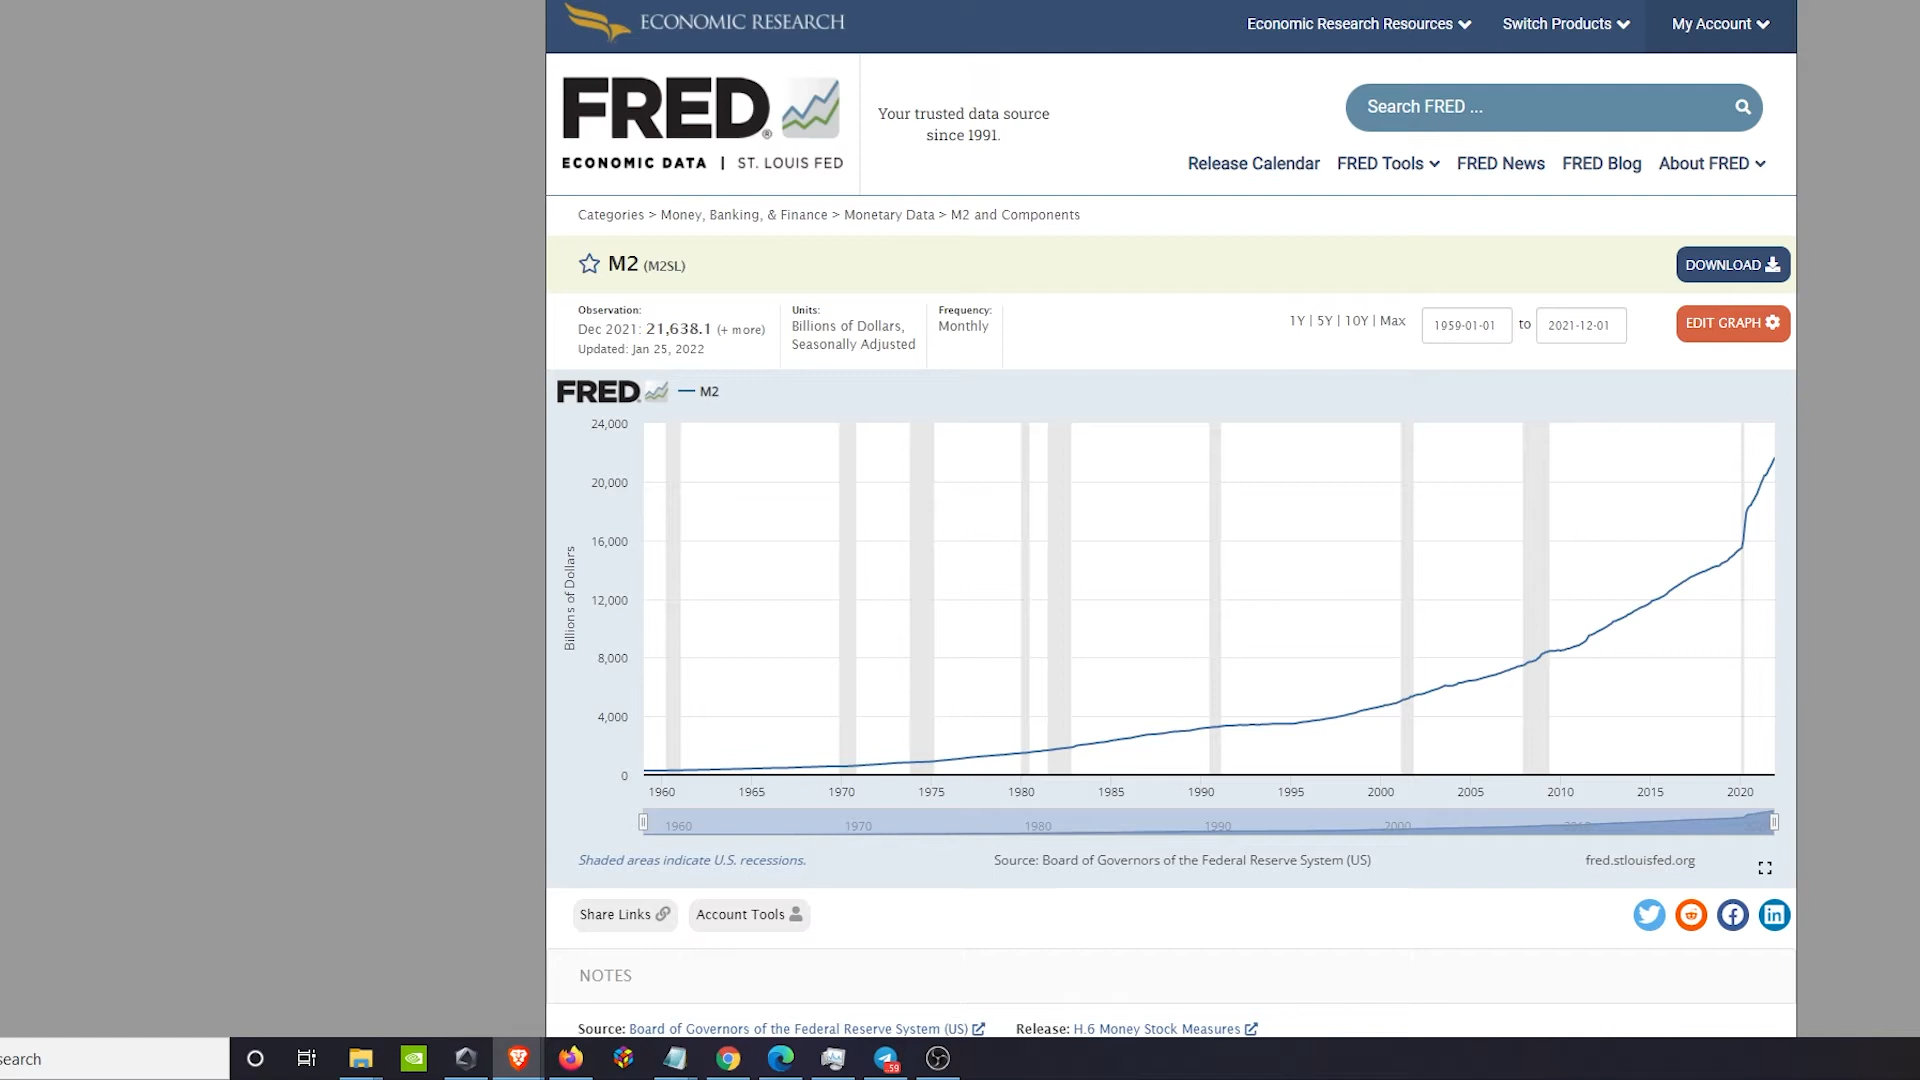 ECONOMIC RESEARCH
Economic Research Resources
Switch Products
My Account
FRED®
ECONOMIC DATA | ST. LOUIS FED
Your trusted data source
since 1991.
Search FRED ...
Release Calendar
FRED Tools
FRED News
FRED Blog
About FRED
Categories > Money, Banking, & Finance > Monetary Data > M2 and Components
M2 (M2SL)
DOWNLOAD
Observation:
Dec 2021: 21,638.1 (+ more)
Updated: Jan 25, 2022
Units:
Billions of Dollars,
Seasonally Adjusted
Frequency:
Monthly
1Y | 5Y | 10Y | Max
1959-01-01 to 2021-12-01
EDIT GRAPH
FRED
M2
Billions of Dollars
24,000
20,000
16,000
12,000
8,000
4,000
0
1960 1965 1970 1975 1980 1985 1990 1995 2000 2005 2010 2015 2020
1960 1970 1980 1990 2000 2010
Shaded areas indicate U.S. recessions.
Source: Board of Governors of the Federal Reserve System (US)
fred.stlouisfed.org
Share Links
Account Tools
NOTES
Source: Board of Governors of the Federal Reserve System (US)
Release: H.6 Money Stock Measures
search
59